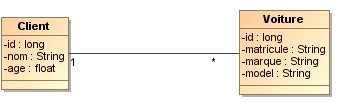 Client
-id : long
-nom : String
-age : float
1
*
Voiture
-id : long
-matricule : String
-marque : String
-model : String